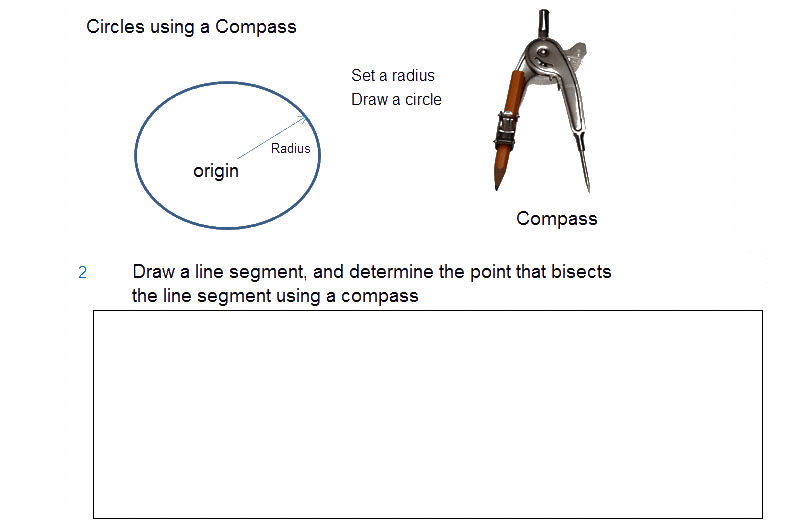 Circles using a Compass
Set a radius
Draw a circle
Radius
origin
Compass
2 Draw a line segment, and determine the point that bisects
the line segment using a compass